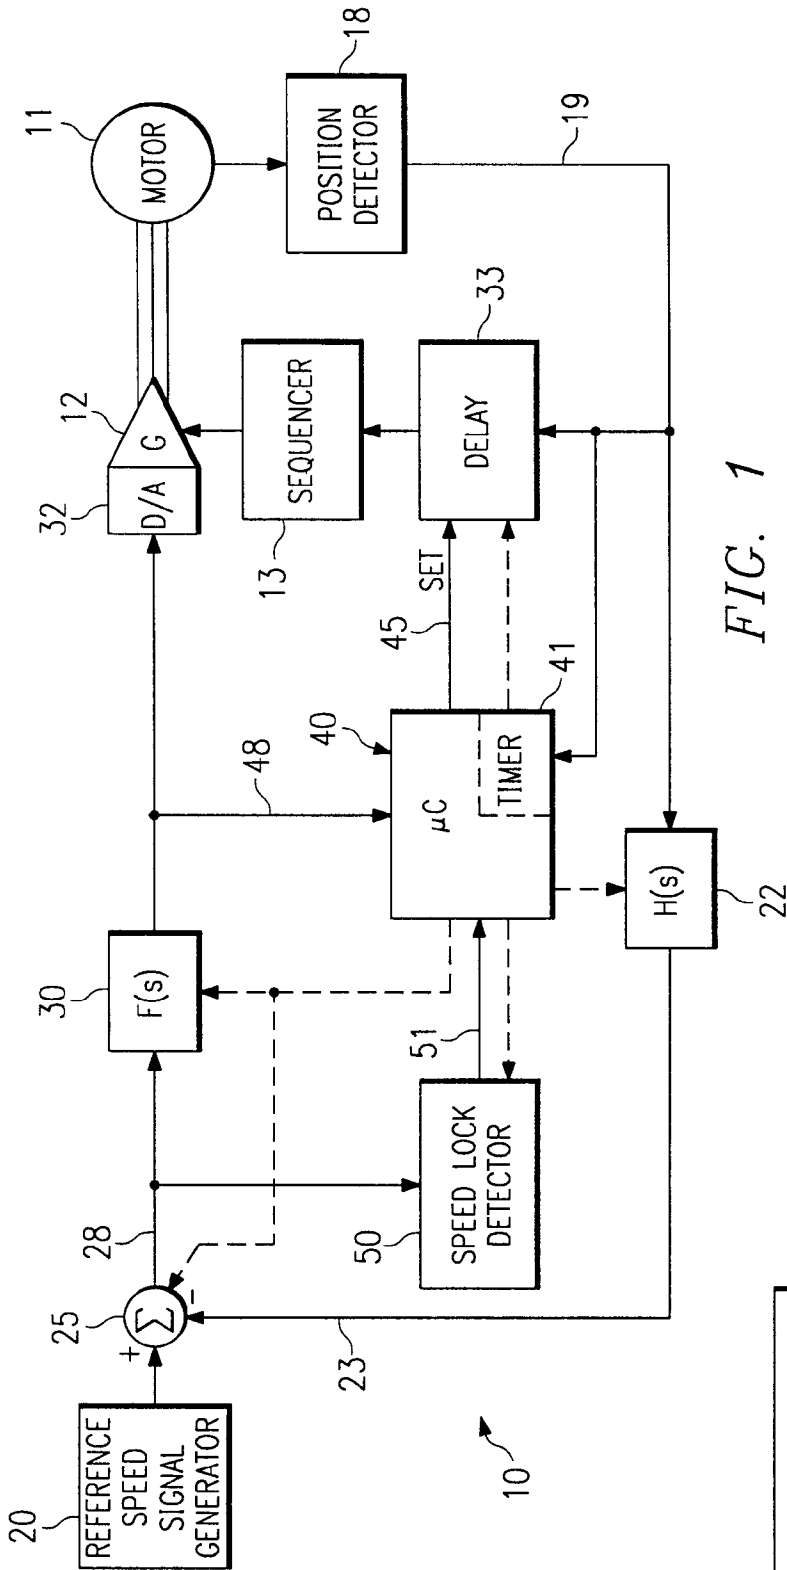 20
REFERENCE
SPEED
SIGNAL
GENERATOR
+
25
Σ
-
28
30
F(s)
32
D/A
12
G
11
MOTOR
48
13
SEQUENCER
18
POSITION
DETECTOR
50
SPEED LOCK
DETECTOR
51
40
μC
TIMER
41
45
SET
DELAY
33
23
H(s)
22
19
10
FIG. 1